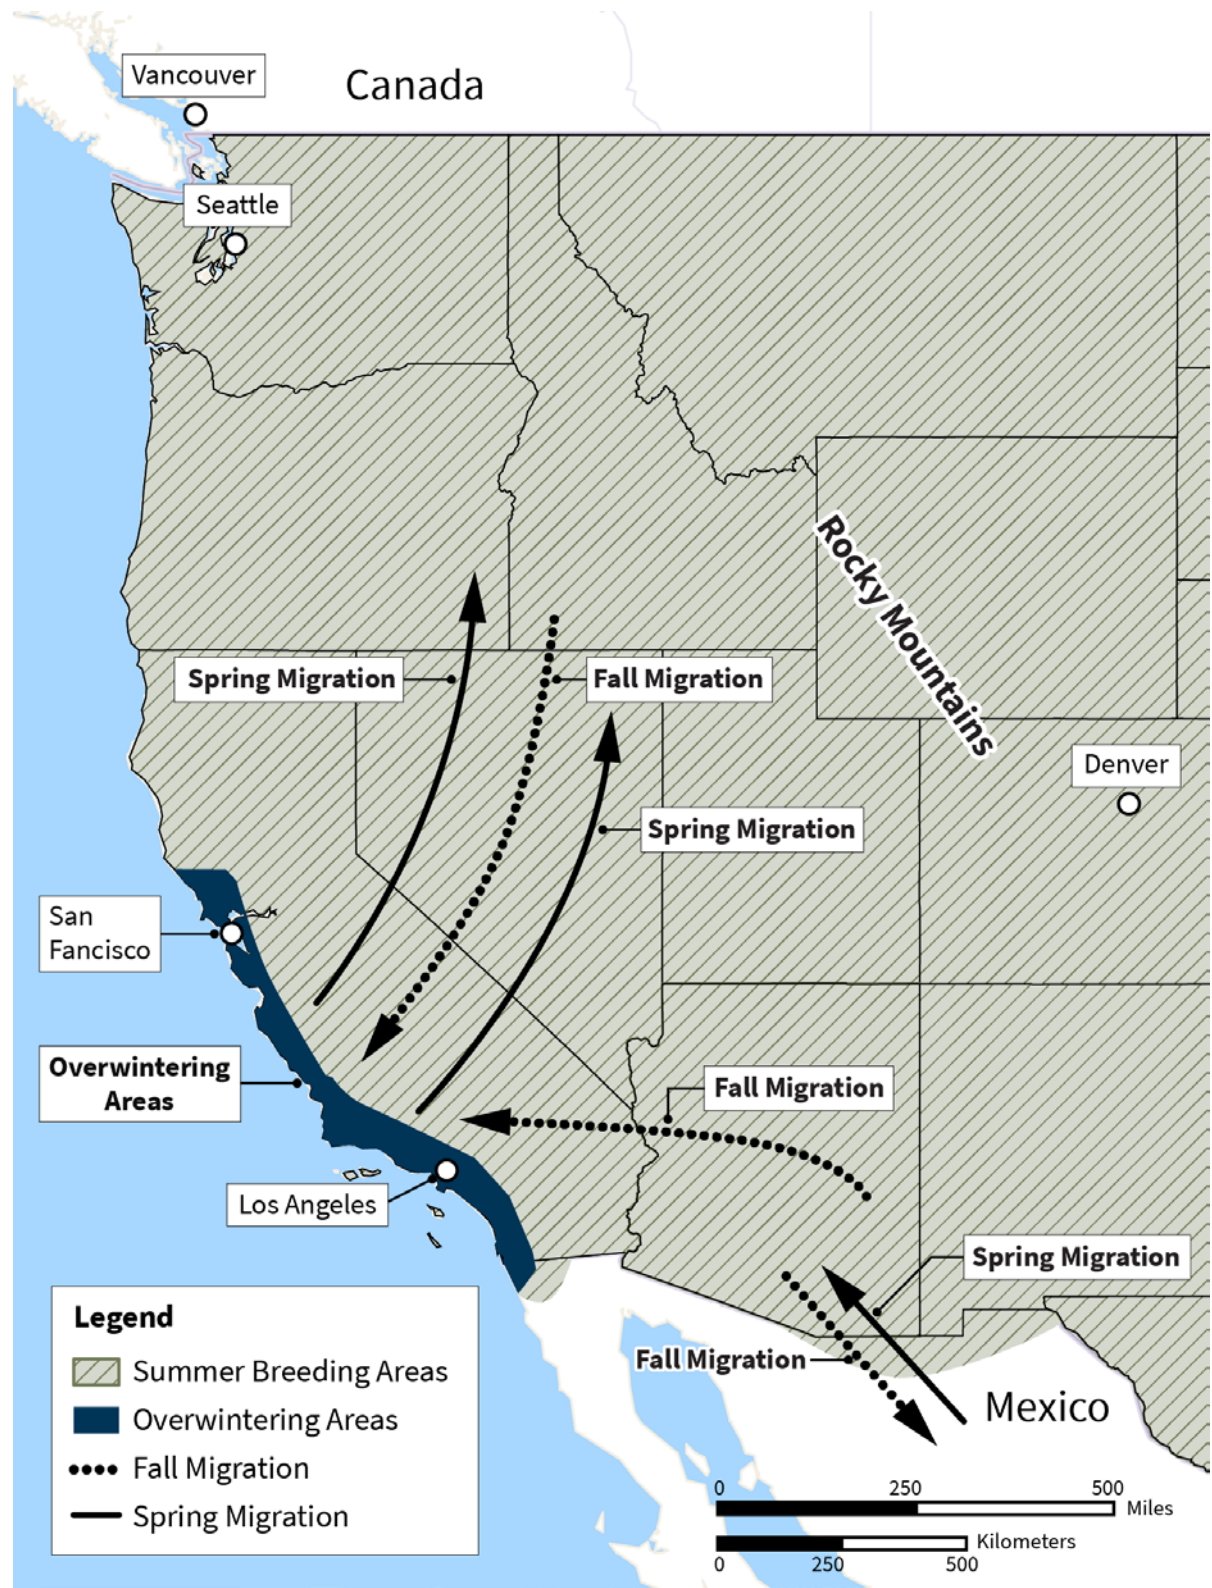 Vancouver
Canada
Seattle
Rocky Mountains
Spring Migration
Fall Migration
Denver
Spring Migration
San
Fancisco
Overwintering
Areas
Fall Migration
Los Angeles
Spring Migration
Fall Migration
Mexico
Legend
Summer Breeding Areas
Overwintering Areas
Fall Migration
Spring Migration
0 250 500
Miles
Kilometers
0 250 500